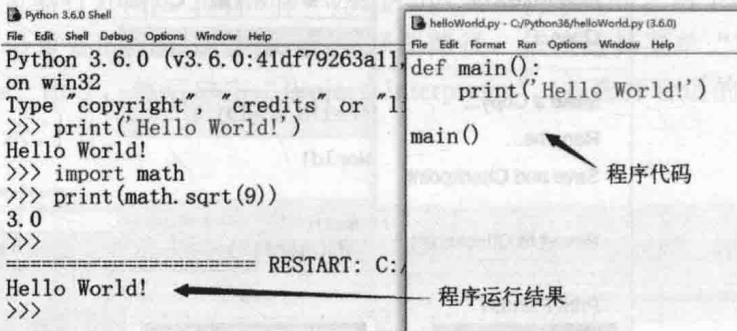 Python 3.6.0 Shell
File Edit Shell Debug Options Window Help
Python 3.6.0 (v3.6.0:41df79263a11,
on win32
Type "copyright", "credits" or "li
>>> print('Hello World!')
Hello World!
>>> import math
>>> print(math.sqrt(9))
3.0
>>>
====================== RESTART: C:/
Hello World!
>>>
helloWorld.py - C:/Python36/helloWorld.py (3.6.0)
File Edit Format Run Options Window Help
def main():
    print('Hello World!')
main()
程序代码
程序运行结果